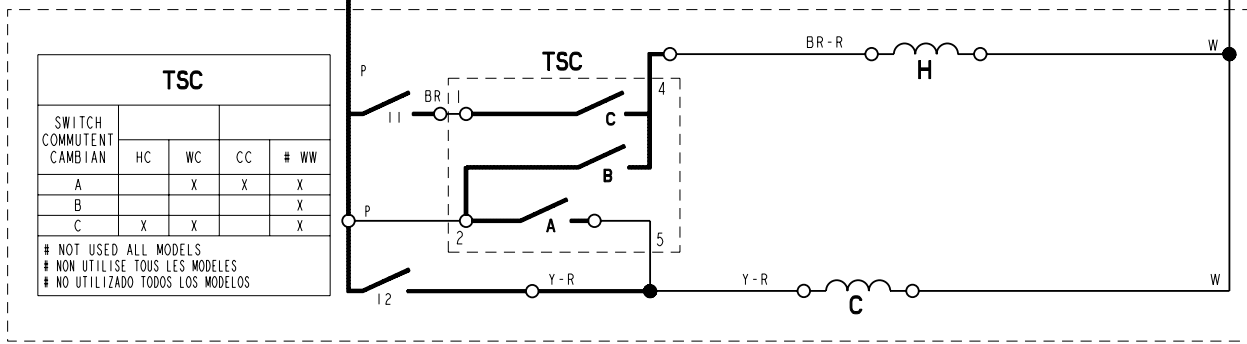 TSC
SWITCH
COMMUTENT
CAMBIAN
HC WC CC # WW
A X X X
B X
C X X X
# NOT USED ALL MODELS
# NON UTILISE TOUS LES MODELES
# NO UTILIZADO TODOS LOS MODELOS
P
TSC
BR-R
W
H
4
BR 1
11
C
B
P
A
2
5
12
Y-R
Y-R
W
C